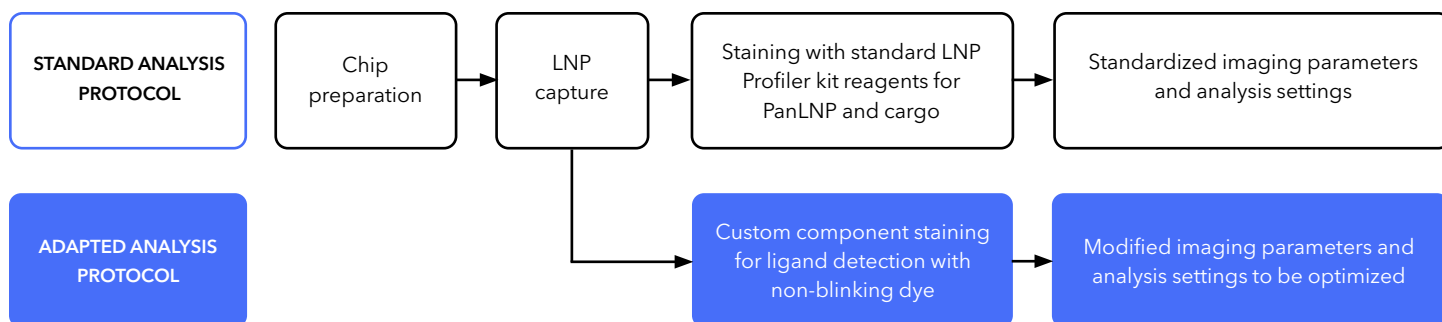 STANDARD ANALYSIS
PROTOCOL
Chip
preparation
LNP
capture
Staining with standard LNP
Profiler kit reagents for
PanLNP and cargo
Standardized imaging parameters
and analysis settings
ADAPTED ANALYSIS
PROTOCOL
Custom component staining
for ligand detection with
non-blinking dye
Modified imaging parameters and
analysis settings to be optimized